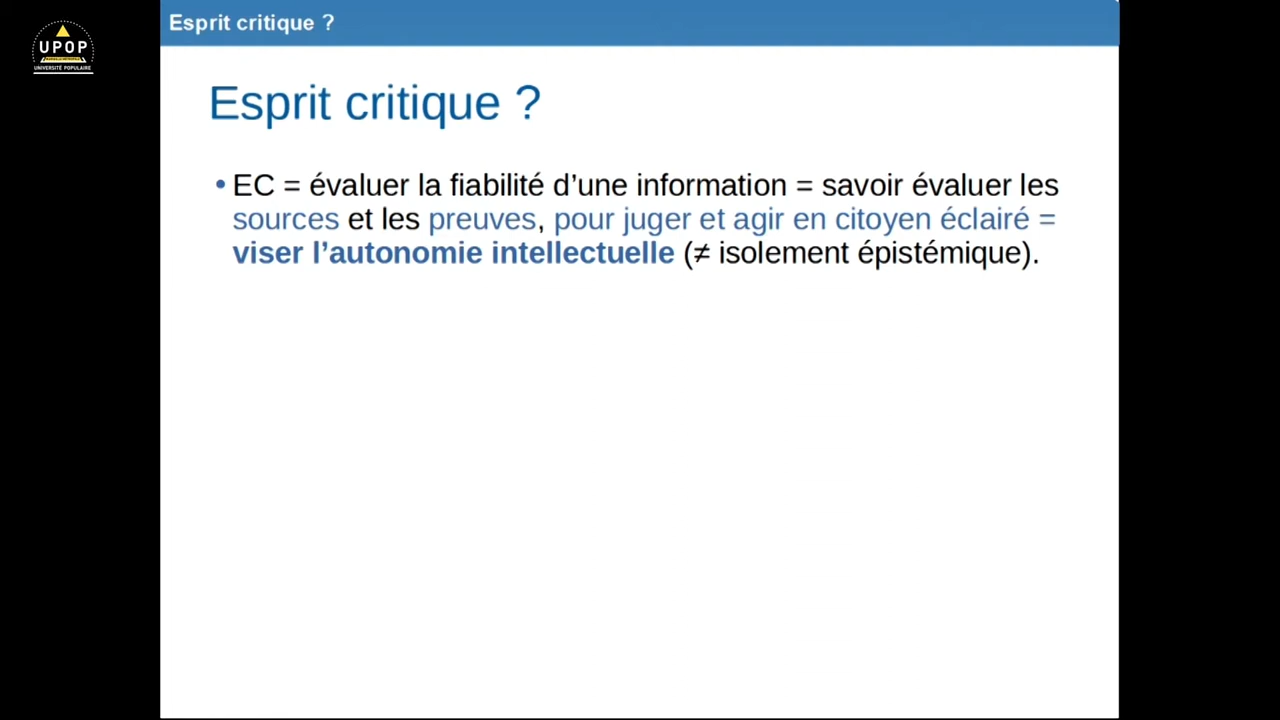 Esprit critique ?
UPOP
UNIVERSITÉ POPULAIRE
Esprit critique ?
• EC = évaluer la fiabilité d’une information = savoir évaluer les
sources et les preuves, pour juger et agir en citoyen éclairé =
viser l’autonomie intellectuelle (≠ isolement épistémique).